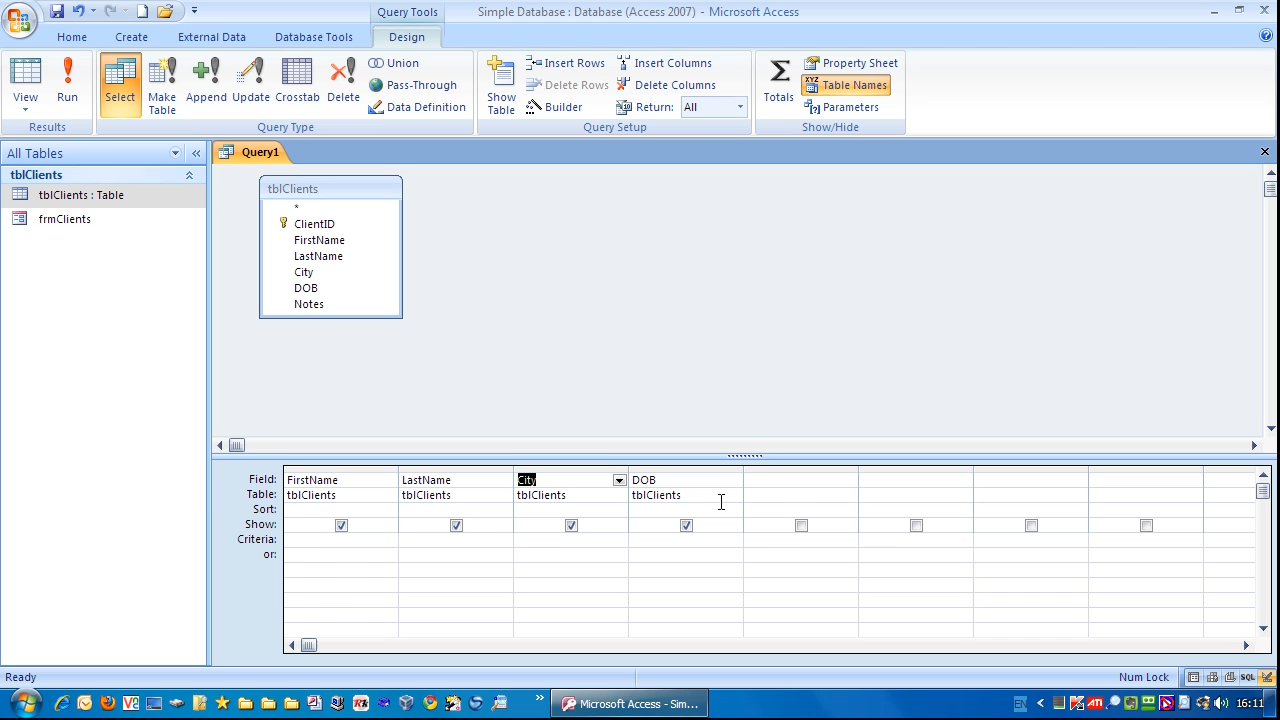 Query Tools
Simple Database : Database (Access 2007) - Microsoft Access
Home Create External Data Database Tools Design
View
Run
Select
Make Table
Append
Update
Crosstab
Delete
Union
Pass-Through
Data Definition
Show Table
Insert Rows
Delete Rows
Builder
Insert Columns
Delete Columns
Return: All
Totals
Property Sheet
Table Names
Parameters
Results Query Type Query Setup Show/Hide
All Tables
tblClients
tblClients : Table
frmClients
Query1
tblClients
*
ClientID
FirstName
LastName
City
DOB
Notes
Field: FirstName LastName City DOB
Table: tblClients tblClients tblClients tblClients
Sort:
Show:
Criteria:
or:
Ready
Num Lock
SQL
Microsoft Access - Sim...
16:11